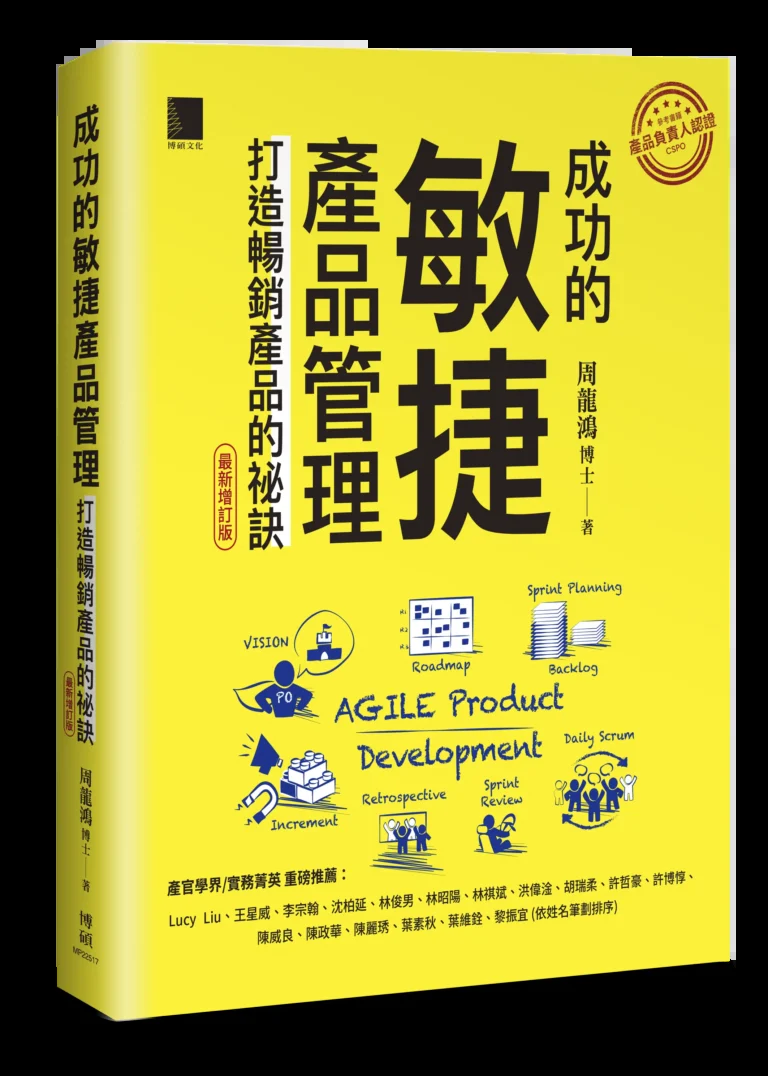 成功的敏捷產品管理
打造暢銷產品的祕訣
最新增訂版
周龍鴻 博士 著
博碩
MP22517
博碩文化
參考書籍
產品負責人認證
CSPO
成功的
敏捷
產品管理
打造暢銷產品的祕訣
最新增訂版
周龍鴻 博士 著
VISION
PO
Roadmap
Sprint Planning
Backlog
AGILE Product
Development
Daily Scrum
Increment
Retrospective
Sprint
Review
產官學界/實務菁英 重磅推薦：
Lucy Liu、王星威、李宗翰、沈柏延、林俊男、林昭陽、林祺斌、洪偉淦、胡瑞柔、許哲豪、許博惇、
陳威良、陳政華、陳麗琇、葉素秋、葉維銓、黎振宜 (依姓名筆劃排序)